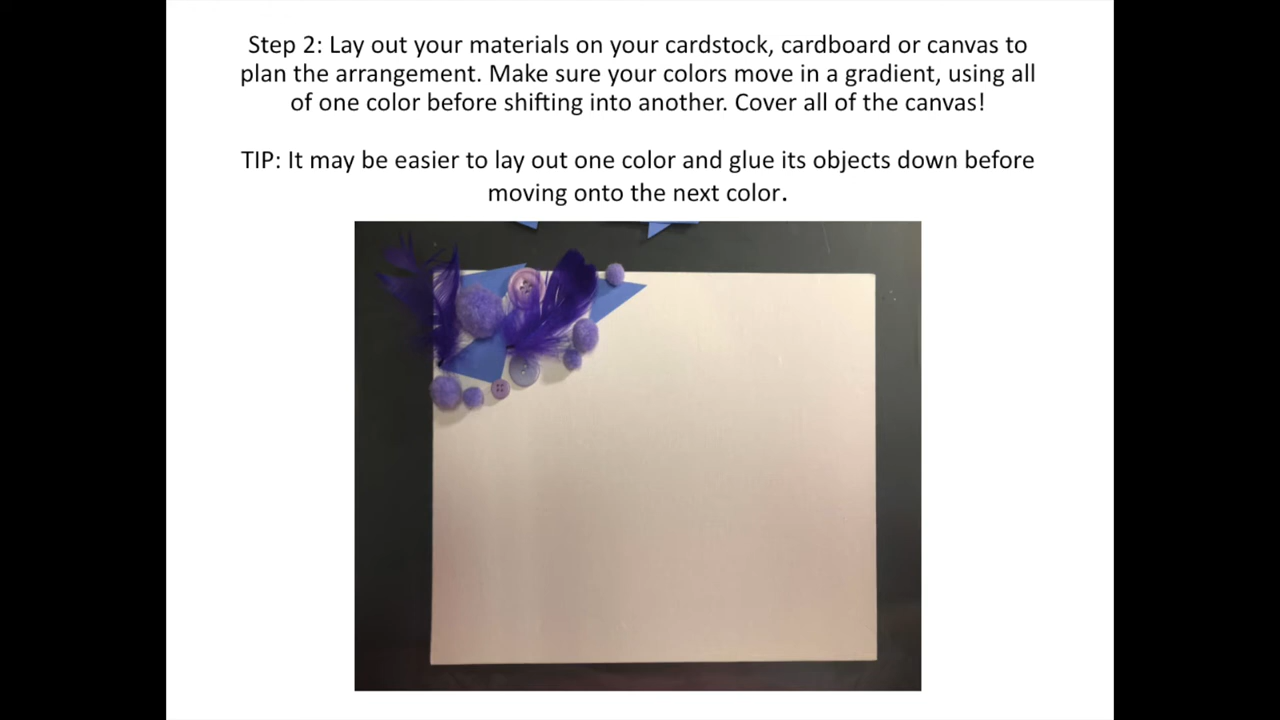 Step 2: Lay out your materials on your cardstock, cardboard or canvas to
plan the arrangement. Make sure your colors move in a gradient, using all
of one color before shifting into another. Cover all of the canvas!
TIP: It may be easier to lay out one color and glue its objects down before
moving onto the next color.